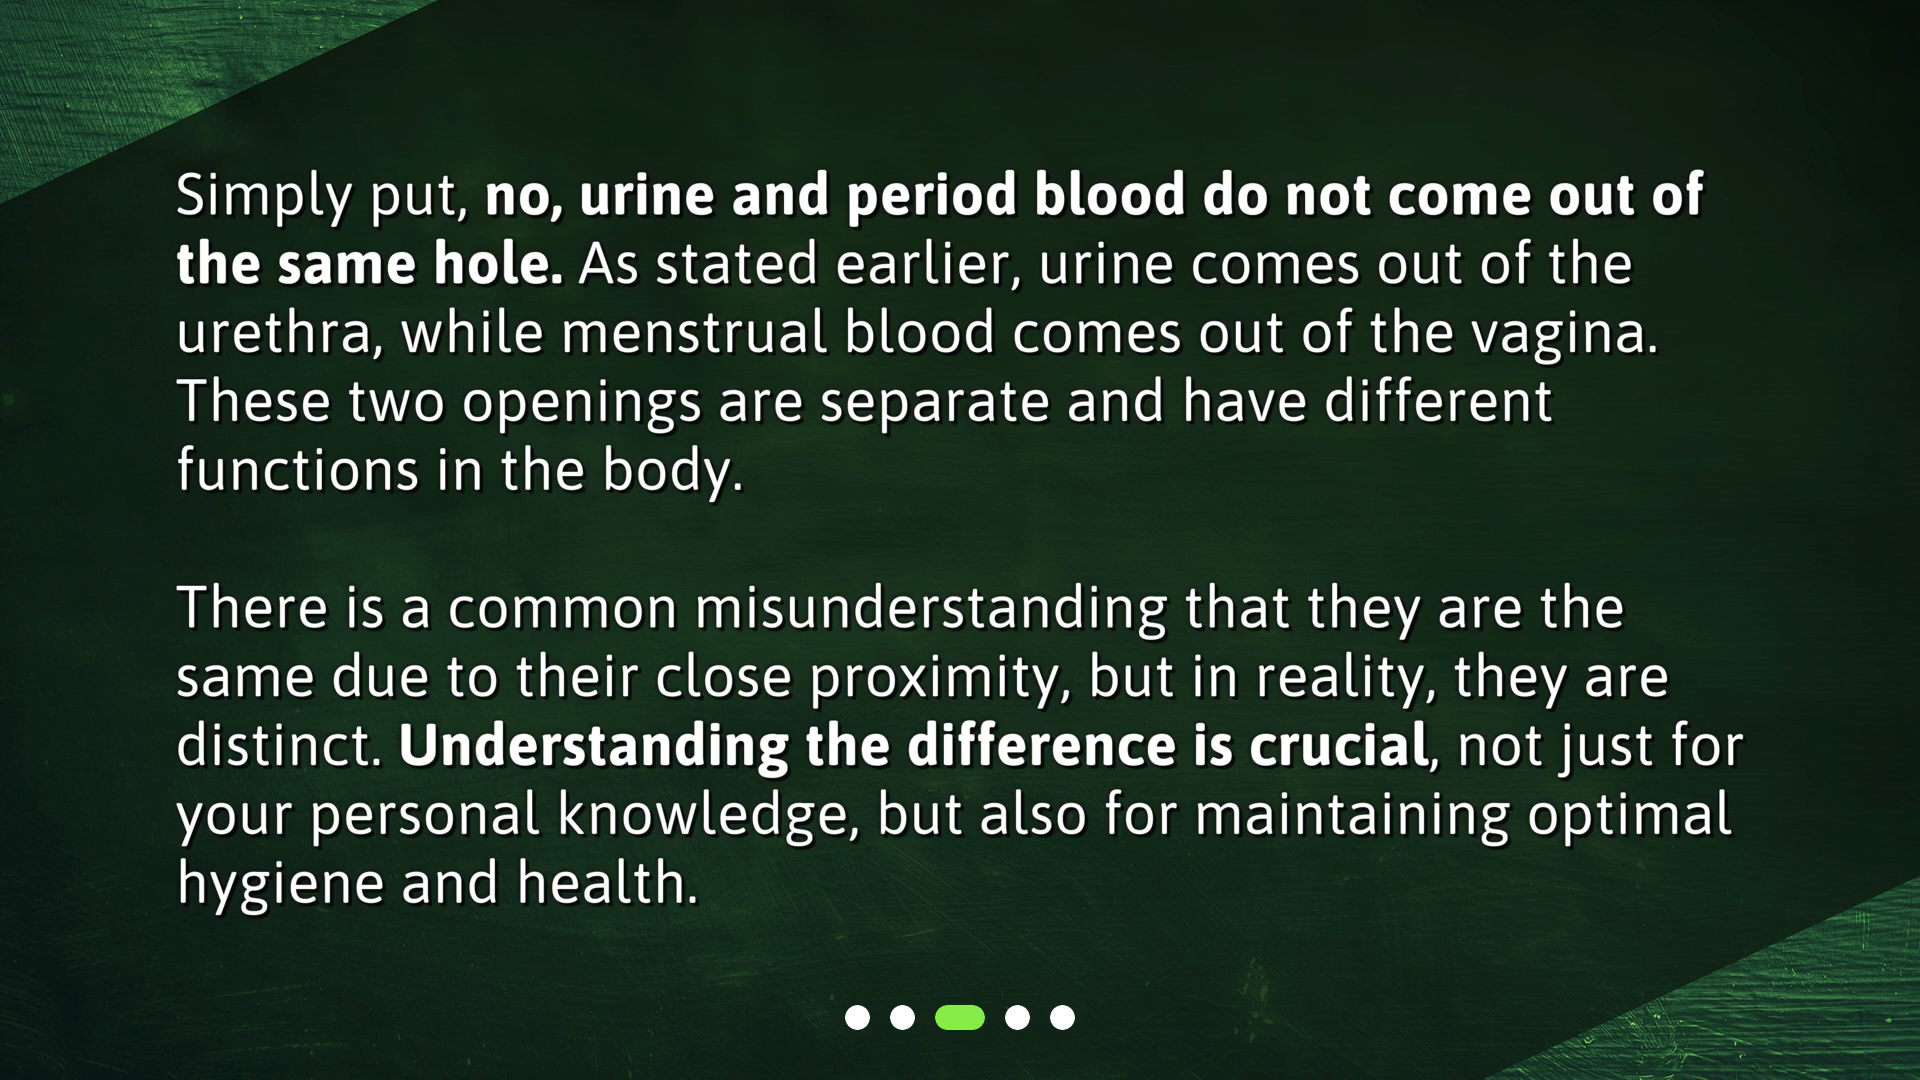 Simply put, no, urine and period blood do not come out of
the same hole. As stated earlier, urine comes out of the
urethra, while menstrual blood comes out of the vagina.
These two openings are separate and have different
functions in the body.
There is a common misunderstanding that they are the
same due to their close proximity, but in reality, they are
distinct. Understanding the difference is crucial, not just for
your personal knowledge, but also for maintaining optimal
hygiene and health.